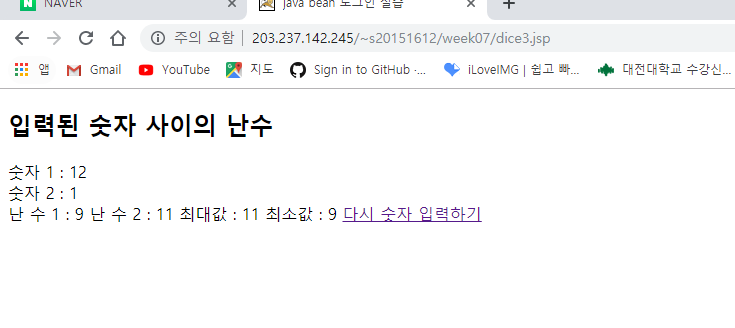 NAVER
java bean 로그인 실습
주의 요함 | 203.237.142.245/~s20151612/week07/dice3.jsp
앱 Gmail YouTube 지도 Sign in to GitHub ·... iLoveIMG | 쉽고 빠... 대전대학교 수강신...
입력된 숫자 사이의 난수
숫자 1 : 12
숫자 2 : 1
난 수 1 : 9 난 수 2 : 11 최대값 : 11 최소값 : 9 다시 숫자 입력하기